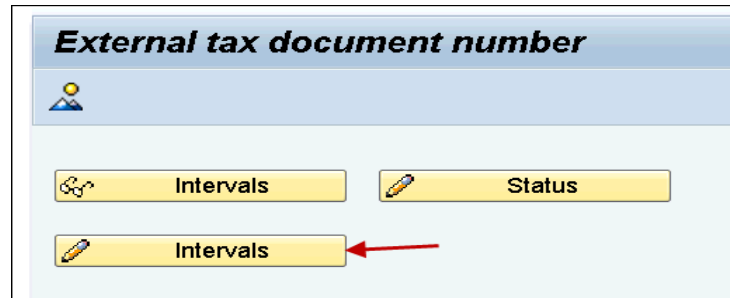 External tax document number
Intervals
Status
Intervals